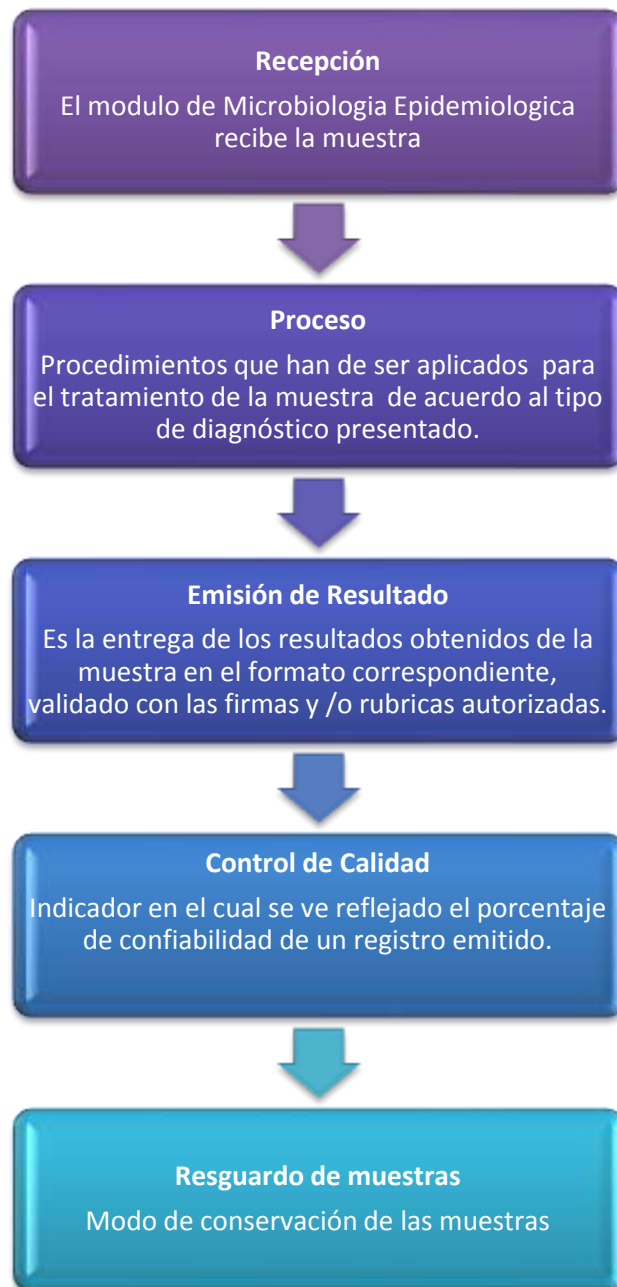 Recepción
El modulo de Microbiologia Epidemiologica
recibe la muestra
Proceso
Procedimientos que han de ser aplicados para
el tratamiento de la muestra de acuerdo al tipo
de diagnóstico presentado.
Emisión de Resultado
Es la entrega de los resultados obtenidos de la
muestra en el formato correspondiente,
validado con las firmas y /o rubricas autorizadas.
Control de Calidad
Indicador en el cual se ve reflejado el porcentaje
de confiabilidad de un registro emitido.
Resguardo de muestras
Modo de conservación de las muestras